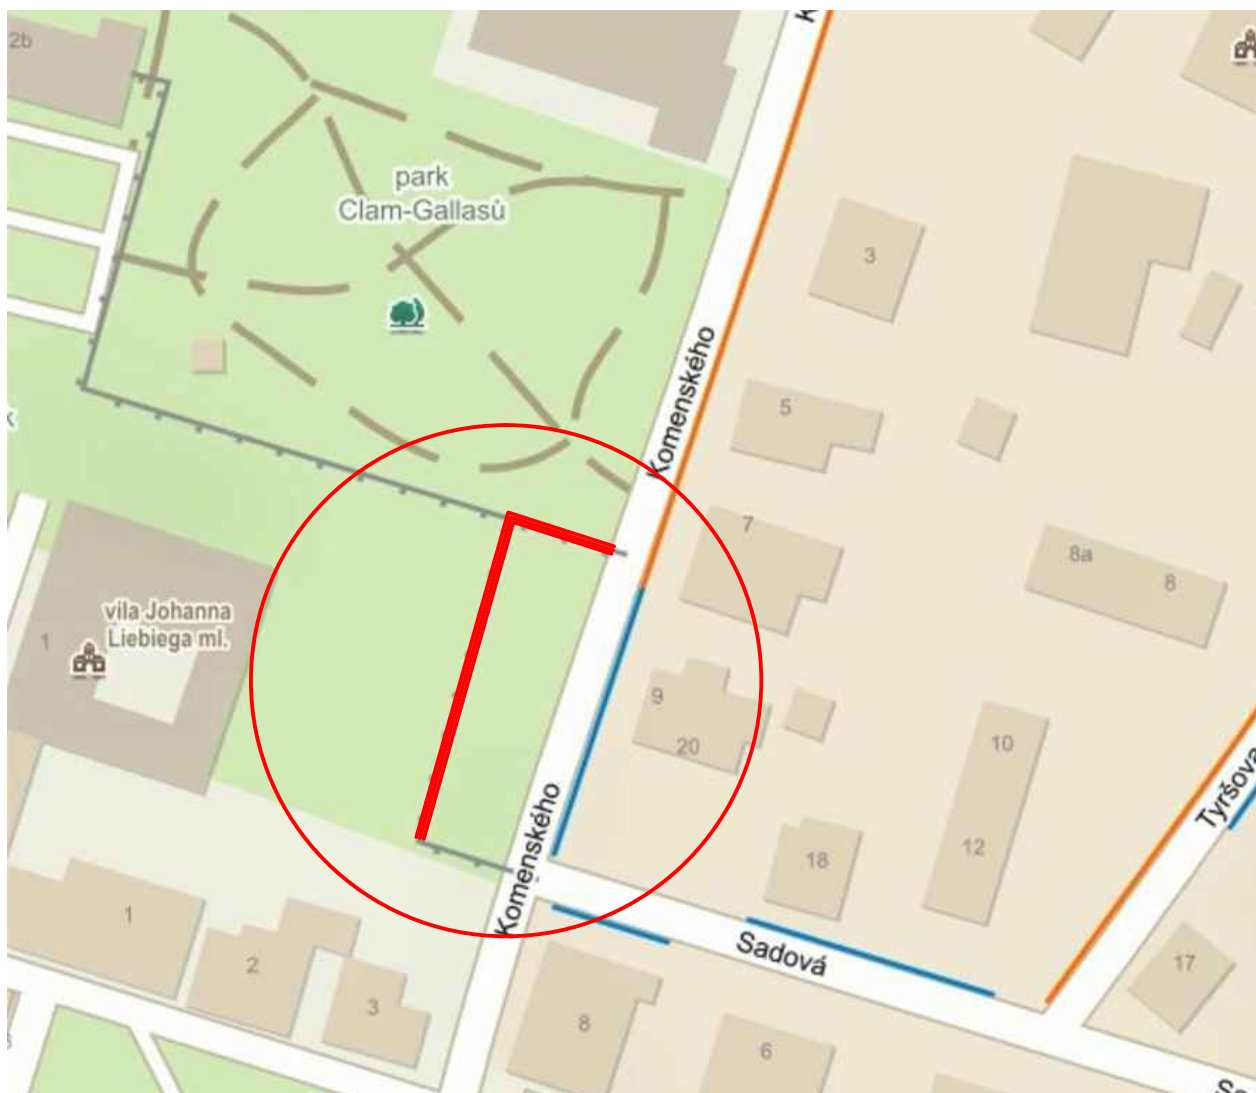 2b
park
Clam-Gallasů
3
Komenského
5
7
8a
8
vila Johanna
Liebiega ml.
1
9
20
10
Tyršova
Komenského
18
12
1
2
3
Sadová
17
8
6